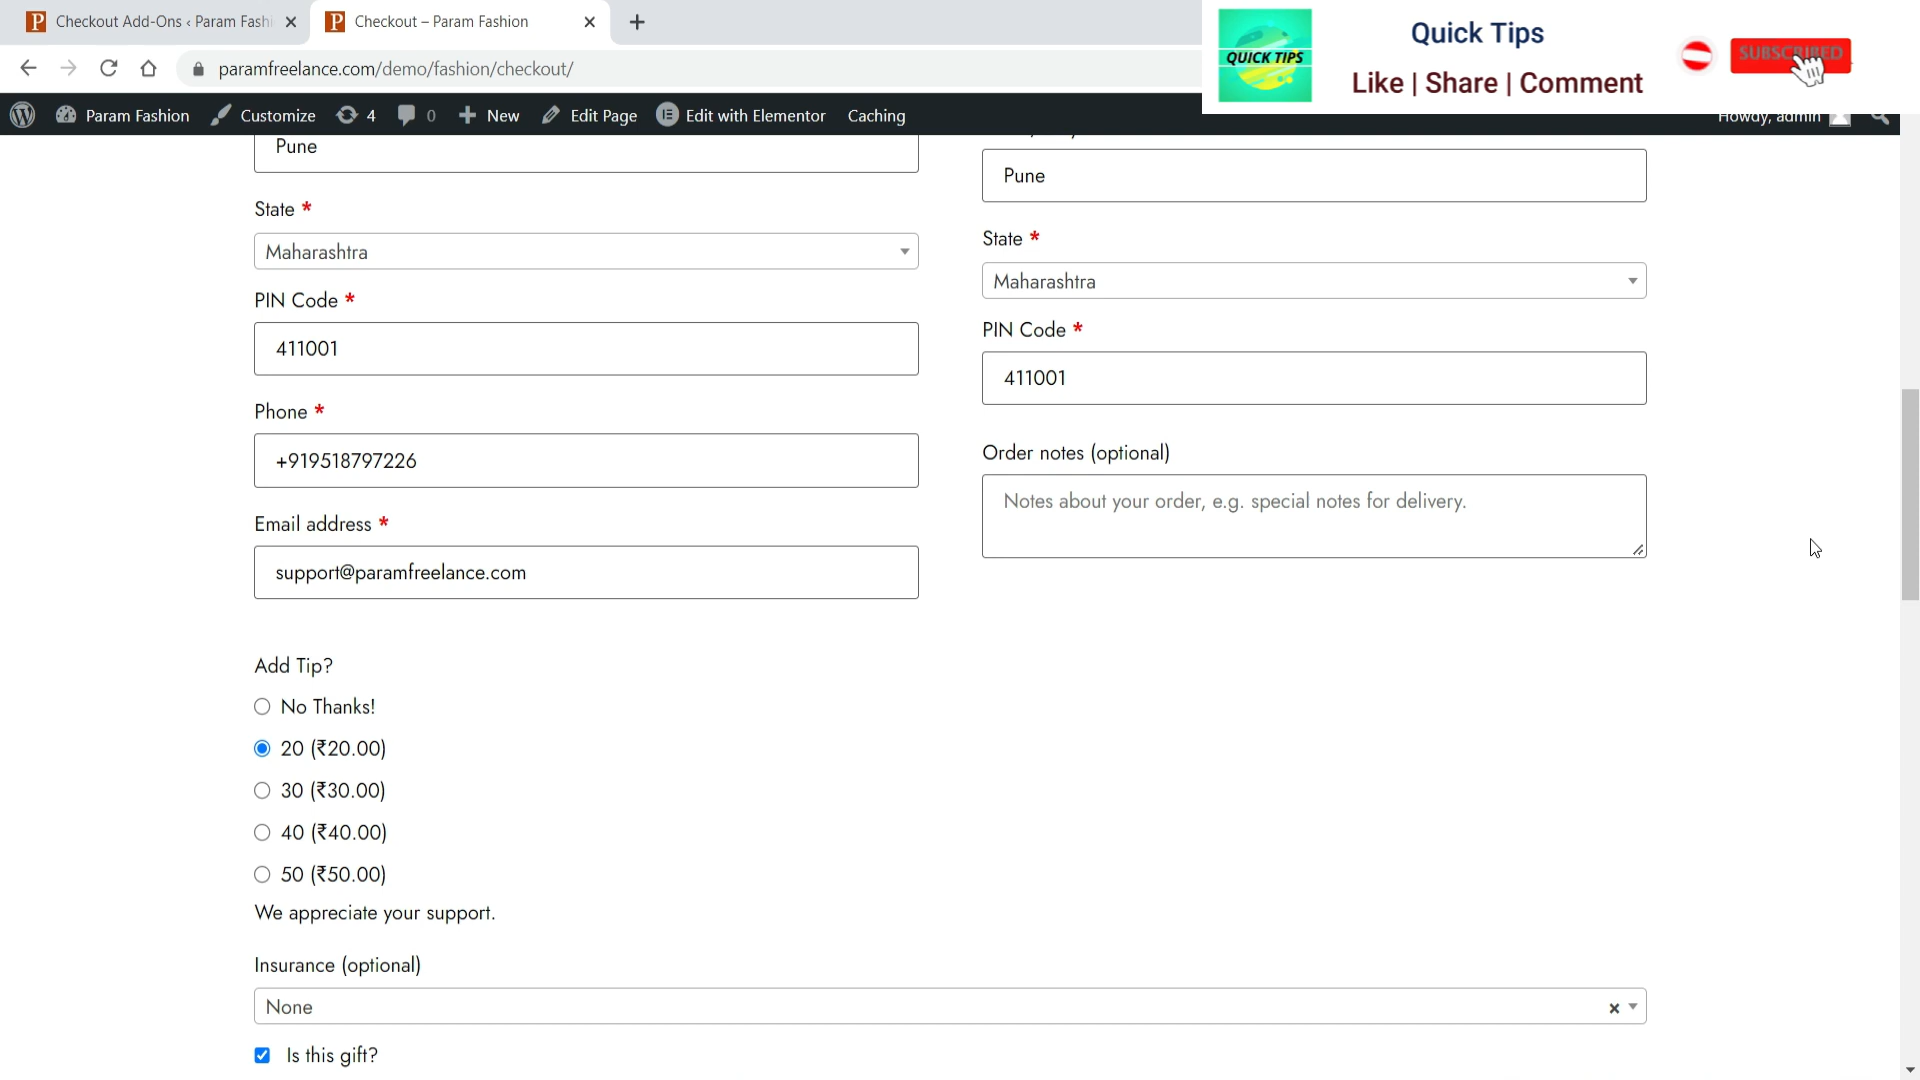 Checkout Add-Ons ‹ Param Fashi
Checkout – Param Fashion
QUICK TIPS
Quick Tips
Like | Share | Comment
SUBSCRIBED
paramfreelance.com/demo/fashion/checkout/
Param Fashion
Customize
4
0
New
Edit Page
Edit with Elementor
Caching
Howdy, admin
Pune
State *
Maharashtra
PIN Code *
411001
Phone *
+919518797226
Email address *
support@paramfreelance.com
Pune
State *
Maharashtra
PIN Code *
411001
Order notes (optional)
Notes about your order, e.g. special notes for delivery.
Add Tip?
No Thanks!
20 (₹20.00)
30 (₹30.00)
40 (₹40.00)
50 (₹50.00)
We appreciate your support.
Insurance (optional)
None
Is this gift?